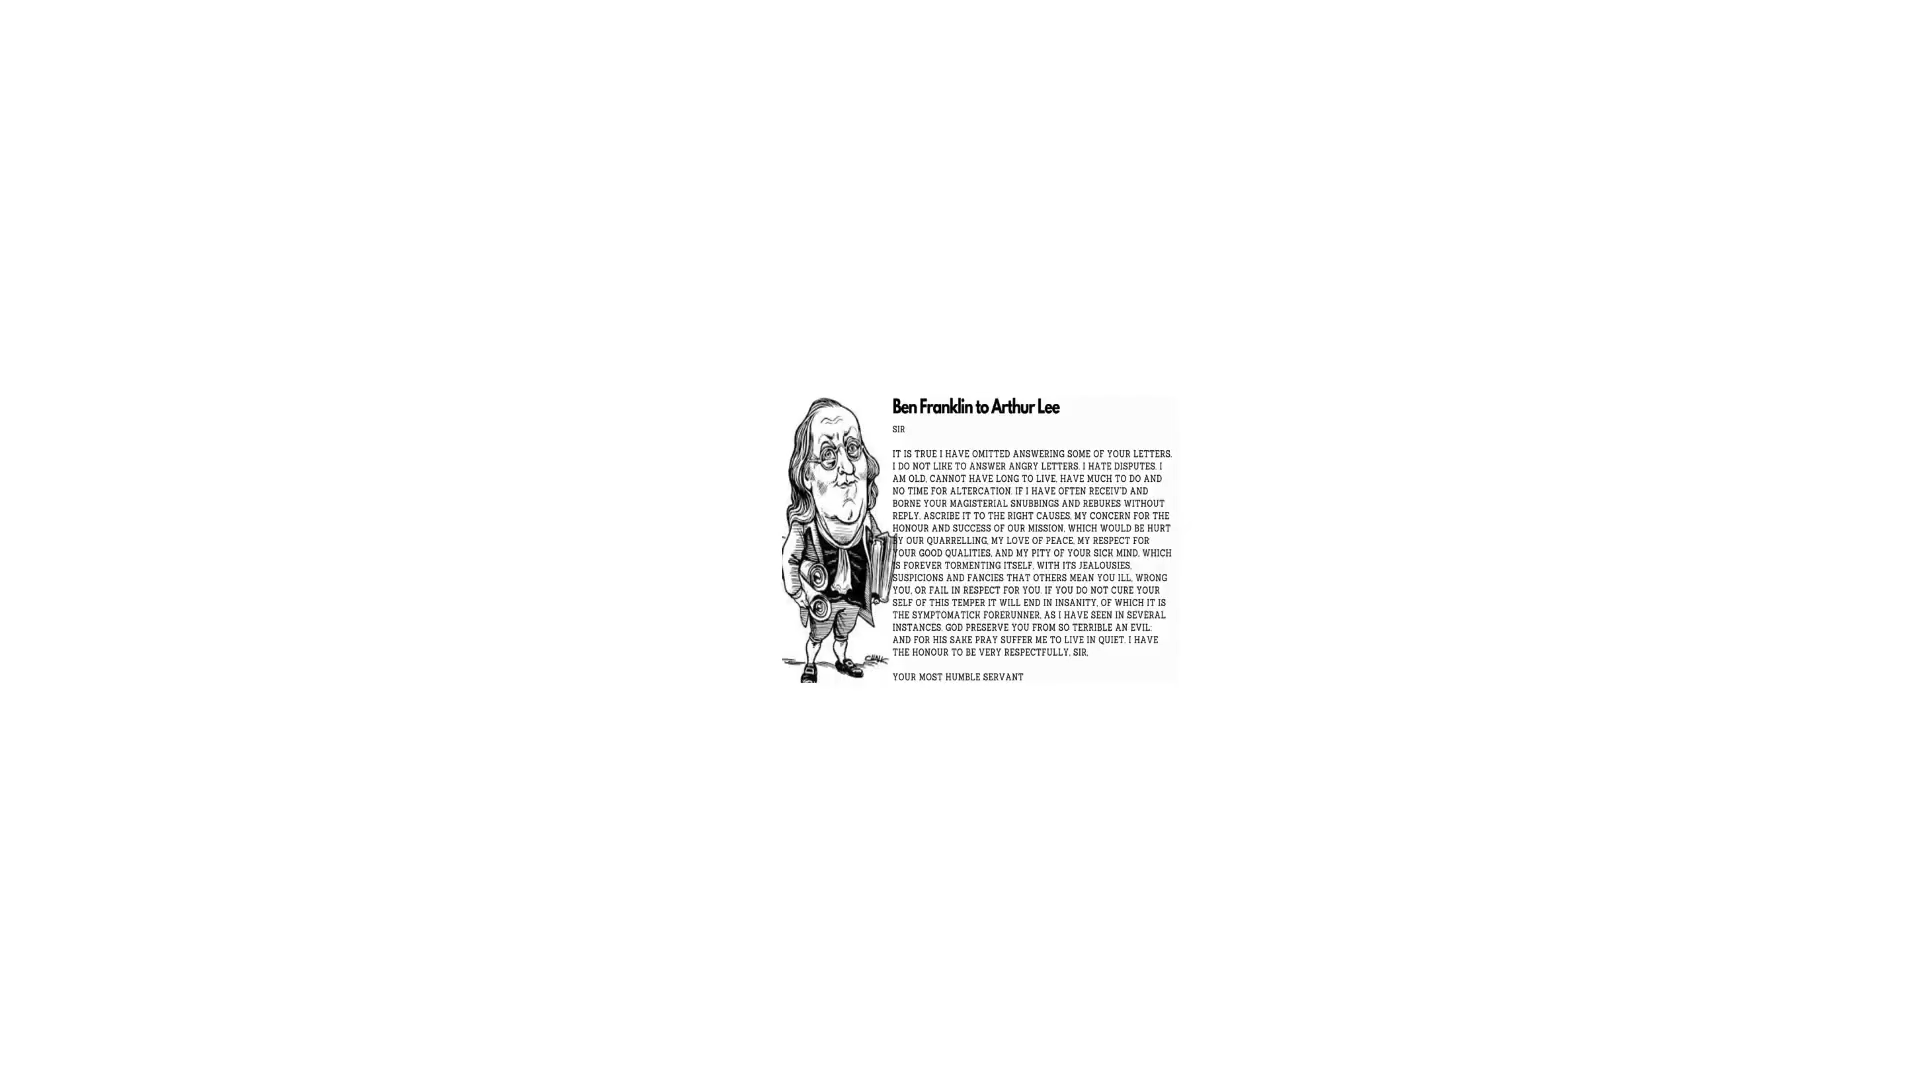 Ben Franklin to Arthur Lee
SIR
IT IS TRUE I HAVE OMITTED ANSWERING SOME OF YOUR LETTERS.
I DO NOT LIKE TO ANSWER ANGRY LETTERS. I HATE DISPUTES. I
AM OLD, CANNOT HAVE LONG TO LIVE, HAVE MUCH TO DO AND
NO TIME FOR ALTERCATION. IF I HAVE OFTEN RECEIV'D AND
BORNE YOUR MAGISTERIAL SNUBBINGS AND REBUKES WITHOUT
REPLY, ASCRIBE IT TO THE RIGHT CAUSES, MY CONCERN FOR THE
HONOUR AND SUCCESS OF OUR MISSION, WHICH WOULD BE HURT
BY OUR QUARRELLING, MY LOVE OF PEACE, MY RESPECT FOR
YOUR GOOD QUALITIES, AND MY PITY OF YOUR SICK MIND, WHICH
IS FOREVER TORMENTING ITSELF, WITH ITS JEALOUSIES,
SUSPICIONS AND FANCIES THAT OTHERS MEAN YOU ILL, WRONG
YOU, OR FAIL IN RESPECT FOR YOU. IF YOU DO NOT CURE YOUR
SELF OF THIS TEMPER IT WILL END IN INSANITY, OF WHICH IT IS
THE SYMPTOMATICK FORERUNNER, AS I HAVE SEEN IN SEVERAL
INSTANCES. GOD PRESERVE YOU FROM SO TERRIBLE AN EVIL:
AND FOR HIS SAKE PRAY SUFFER ME TO LIVE IN QUIET. I HAVE
THE HONOUR TO BE VERY RESPECTFULLY, SIR,
YOUR MOST HUMBLE SERVANT